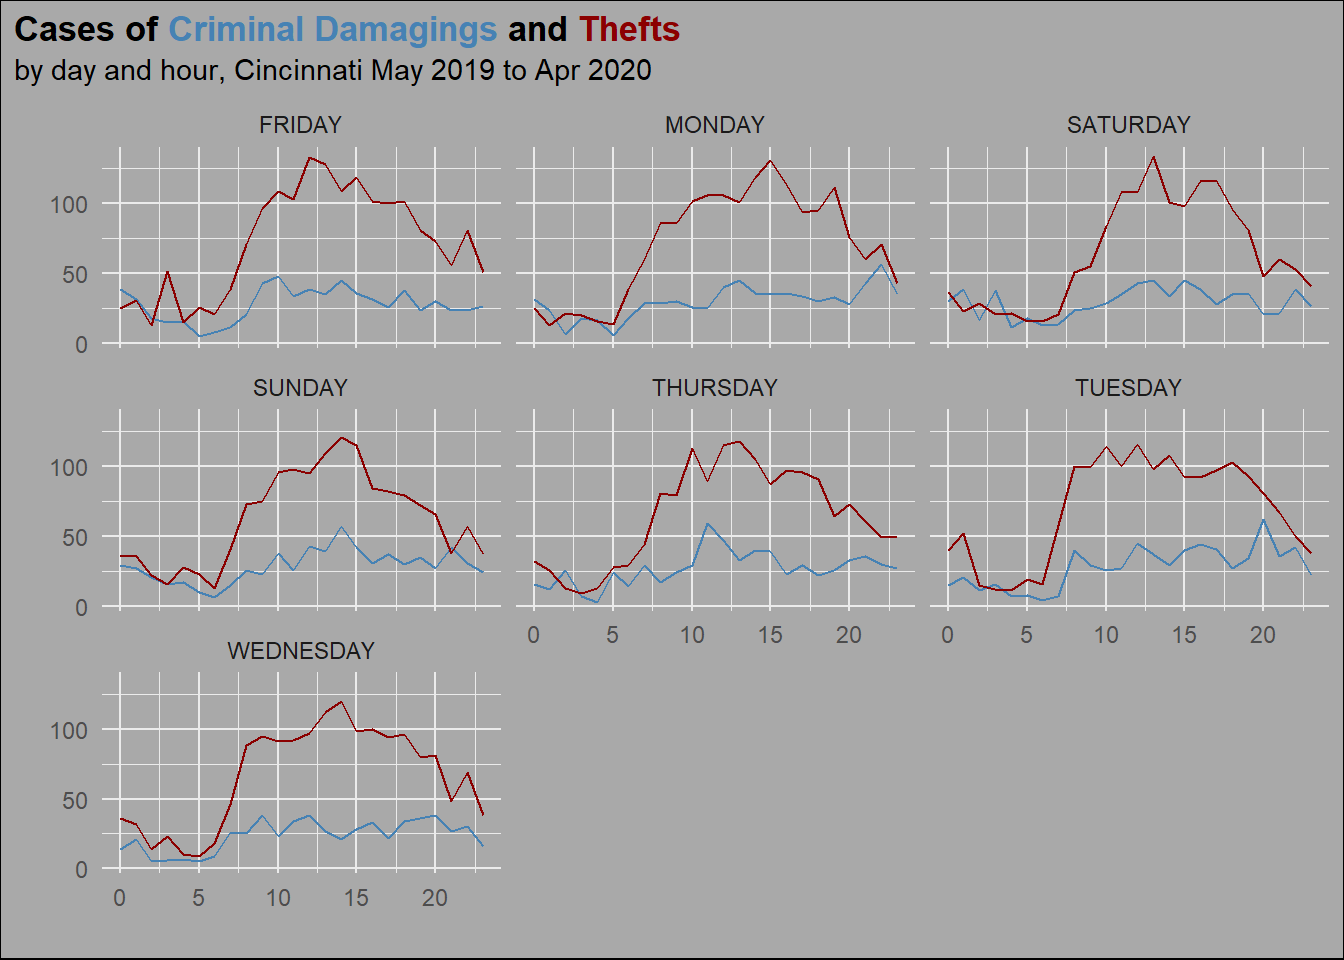 Cases of Criminal Damagings and Thefts
by day and hour, Cincinnati May 2019 to Apr 2020
FRIDAY MONDAY SATURDAY
100
50
0
SUNDAY THURSDAY TUESDAY
100
50
0
0 5 10 15 20 0 5 10 15 20
WEDNESDAY
100
50
0
0 5 10 15 20